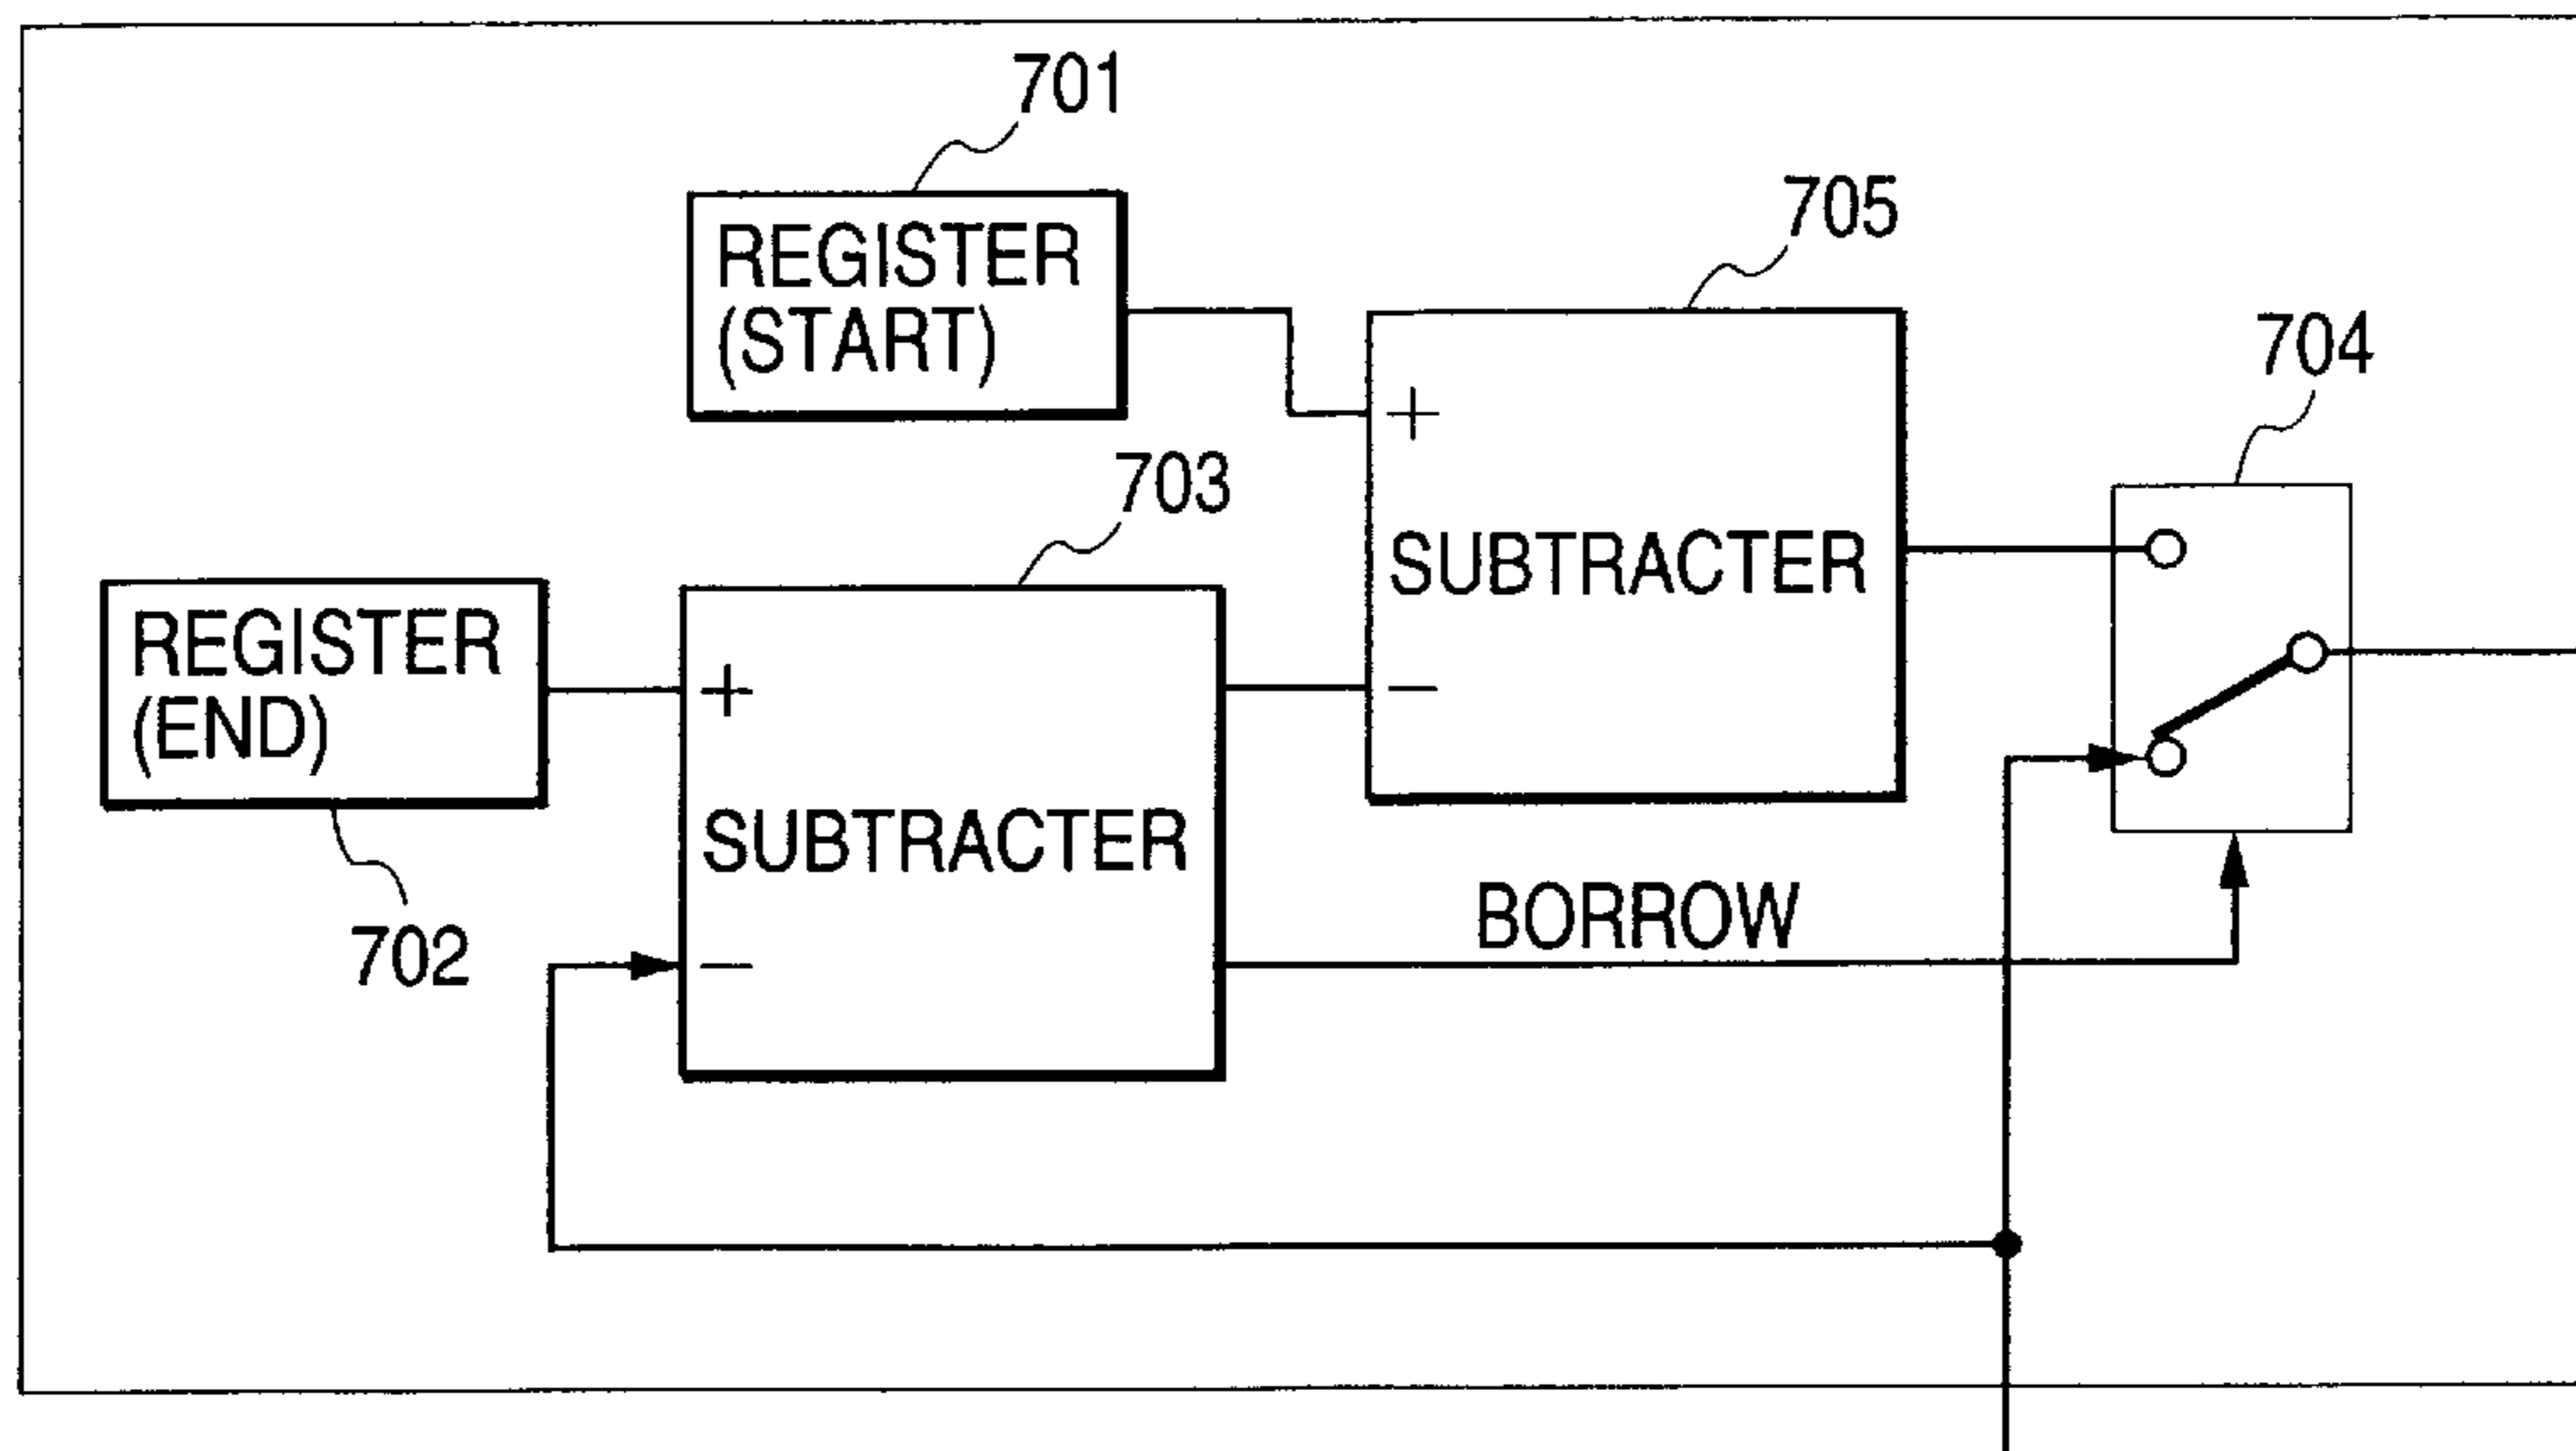 701
REGISTER
(START)
705
+
SUBTRACTER
−
704
703
REGISTER
(END)
702
+
SUBTRACTER
−
BORROW